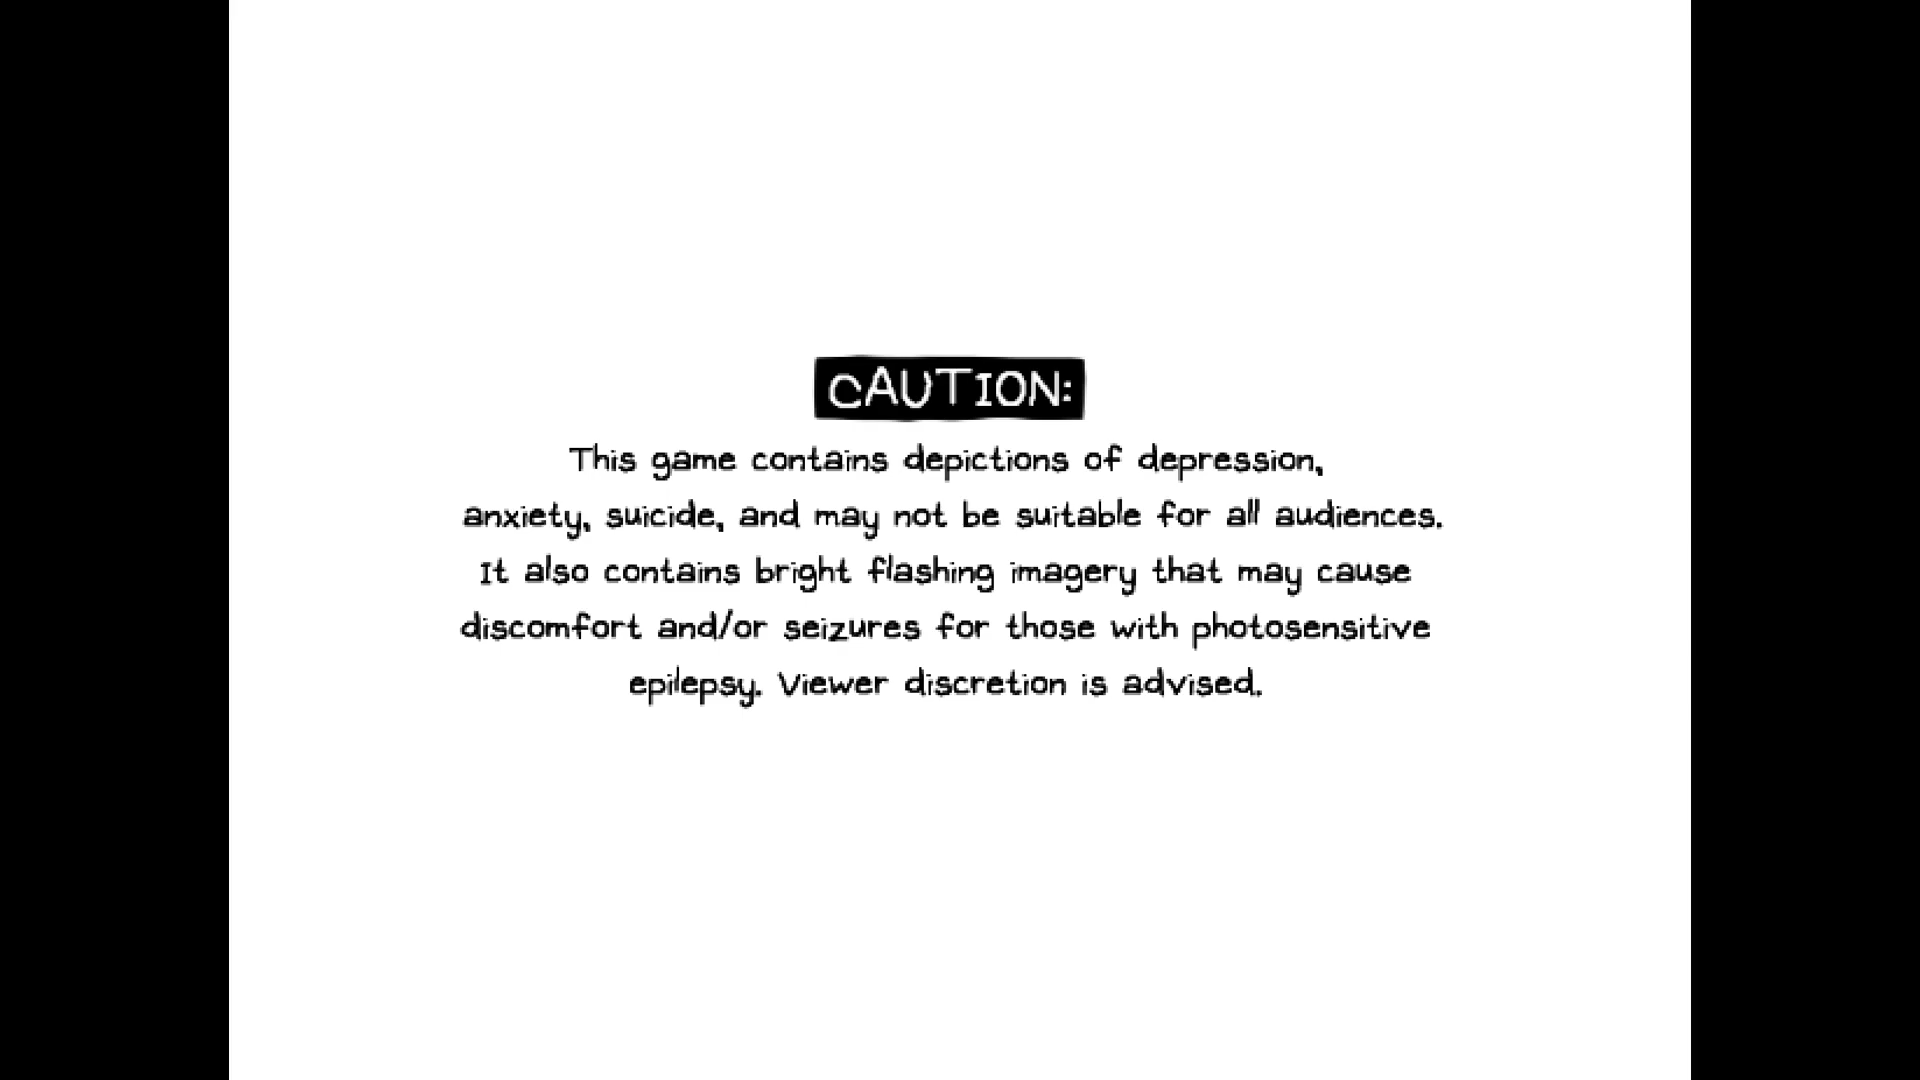 CAUTION:
This game contains depictions of depression,
anxiety, suicide, and may not be suitable for all audiences.
It also contains bright flashing imagery that may cause
discomfort and/or seizures for those with photosensitive
epilepsy. Viewer discretion is advised.